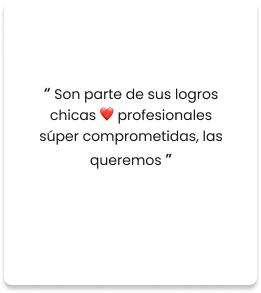 “ Son parte de sus logros
chicas ❤️ profesionales
súper comprometidas, las
queremos ”